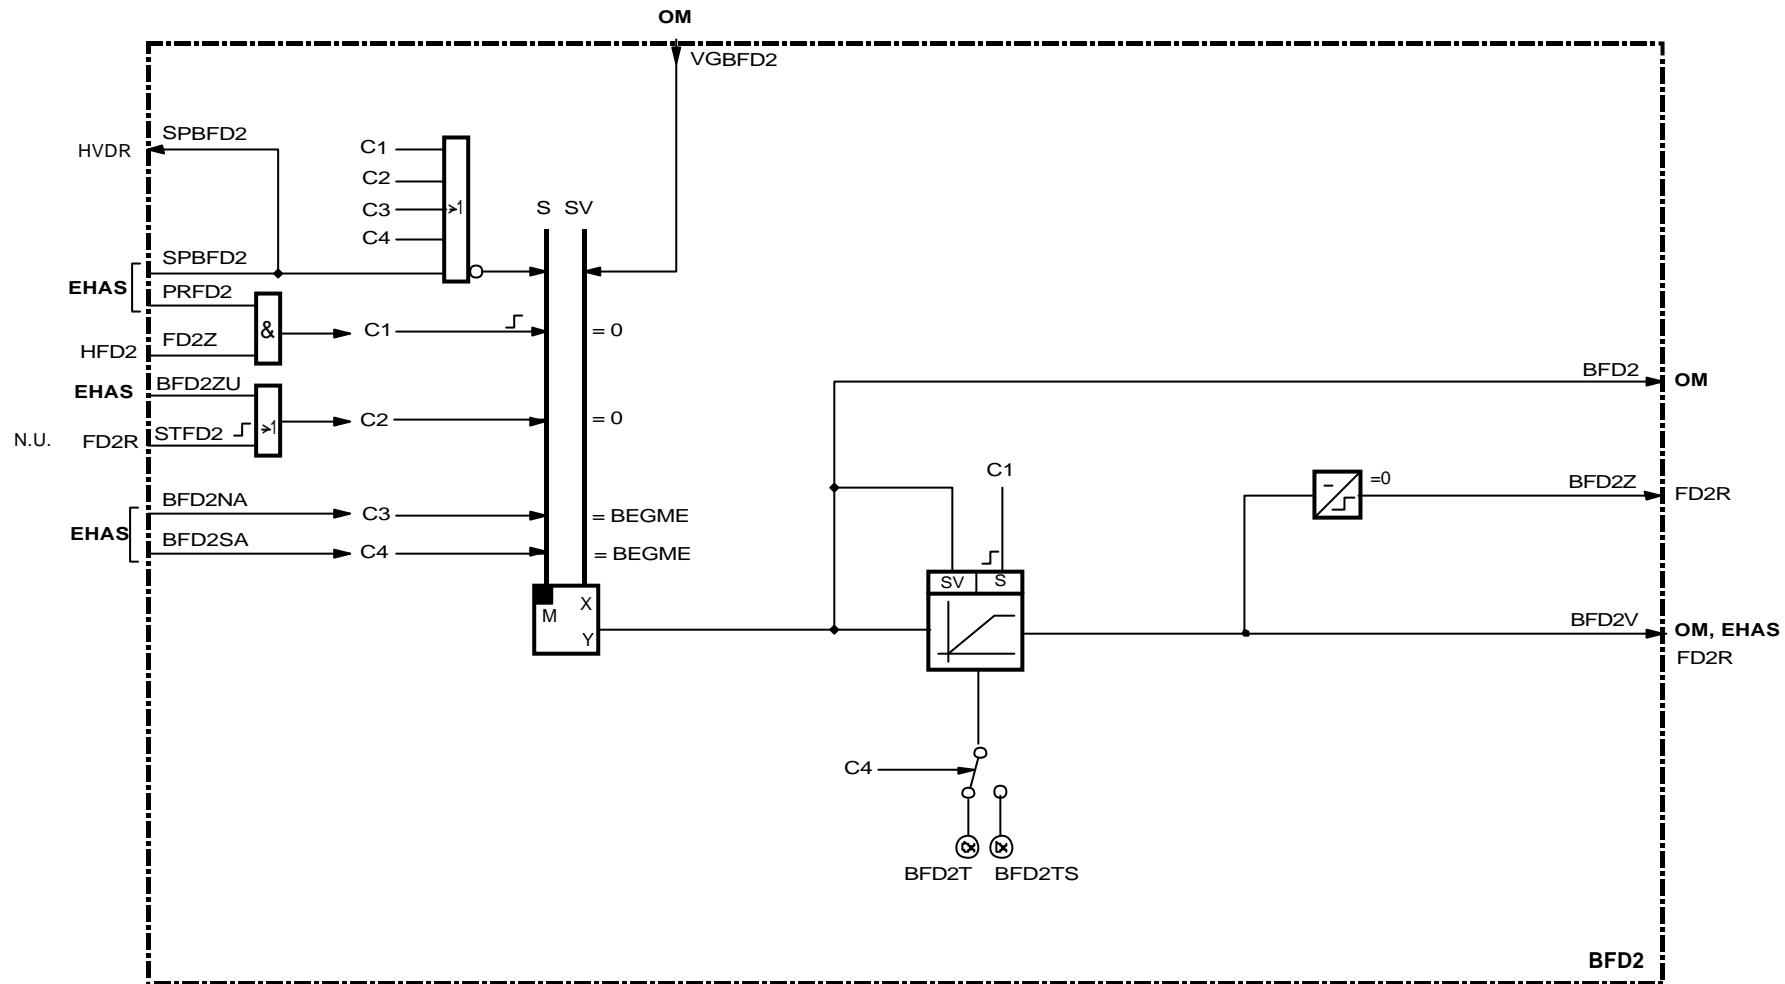 OM
VGBFD2
SPBFD2
HVDR
C1
C2
C3
C4
>1
S SV
SPBFD2
EHAS
PRFD2
&
C1
= 0
HFD2
FD2Z
EHAS
BFD2ZU
C2
= 0
N.U. FD2R
STFD2
>1
BFD2
OM
C1
=0
BFD2Z
FD2R
BFD2NA
C3
= BEGME
EHAS
BFD2SA
C4
= BEGME
SV S
M
X
Y
BFD2V
OM, EHAS
FD2R
C4
BFD2T
BFD2TS
BFD2